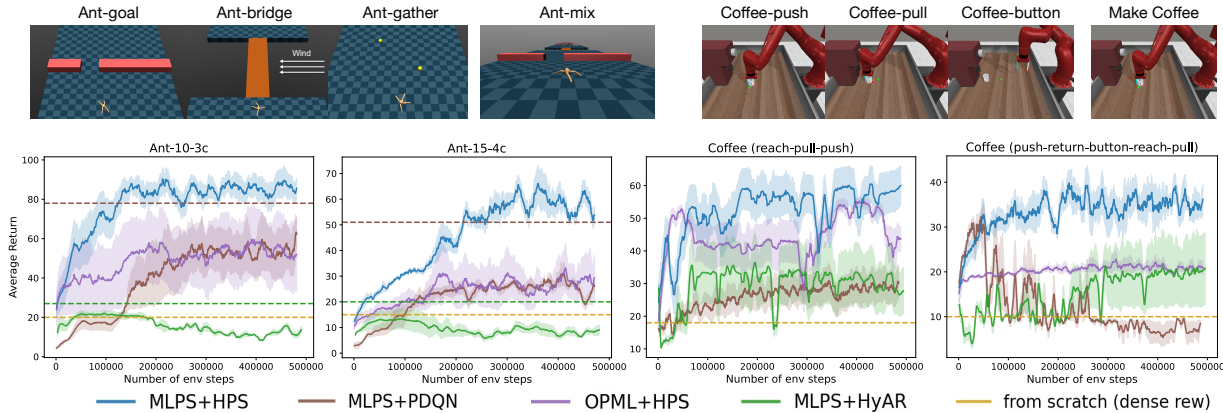 Ant-goal Ant-bridge Ant-gather Ant-mix Coffee-push Coffee-pull Coffee-button Make Coffee
Wind
Ant-10-3c Ant-15-4c Coffee (reach-pull-push) Coffee (push-return-button-reach-pull)
Average Return
100
80
60
40
20
0
0 100000 200000 300000 400000 500000
Number of env steps
70
60
50
40
30
20
10
0
0 100000 200000 300000 400000 500000
Number of env steps
60
50
40
30
20
10
0 100000 200000 300000 400000 500000
Number of env steps
40
30
20
10
0 100000 200000 300000 400000 500000
Number of env steps
MLPS+HPS MLPS+PDQN OPML+HPS MLPS+HyAR from scratch (dense rew)